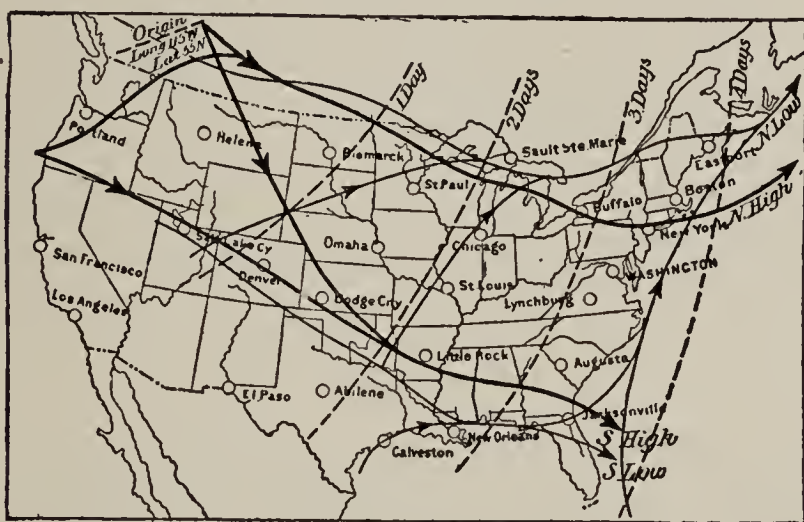 Origin
Long 115 N
Lat 55 N
1 Day
2 Days
3 Days
4 Days
Portland
Helena
Bismarck
St Paul
Sault Ste. Marie
Eastport
N. Low
Boston
N. High
Buffalo
New York
San Francisco
Salt Lake Cy
Denver
Omaha
Chicago
WASHINGTON
Los Angeles
Dodge Cry
St Louis
Lynchburg
El Paso
Abilene
Little Rock
Augusta
Jacksonville
New Orleans
Galveston
S High
S Low